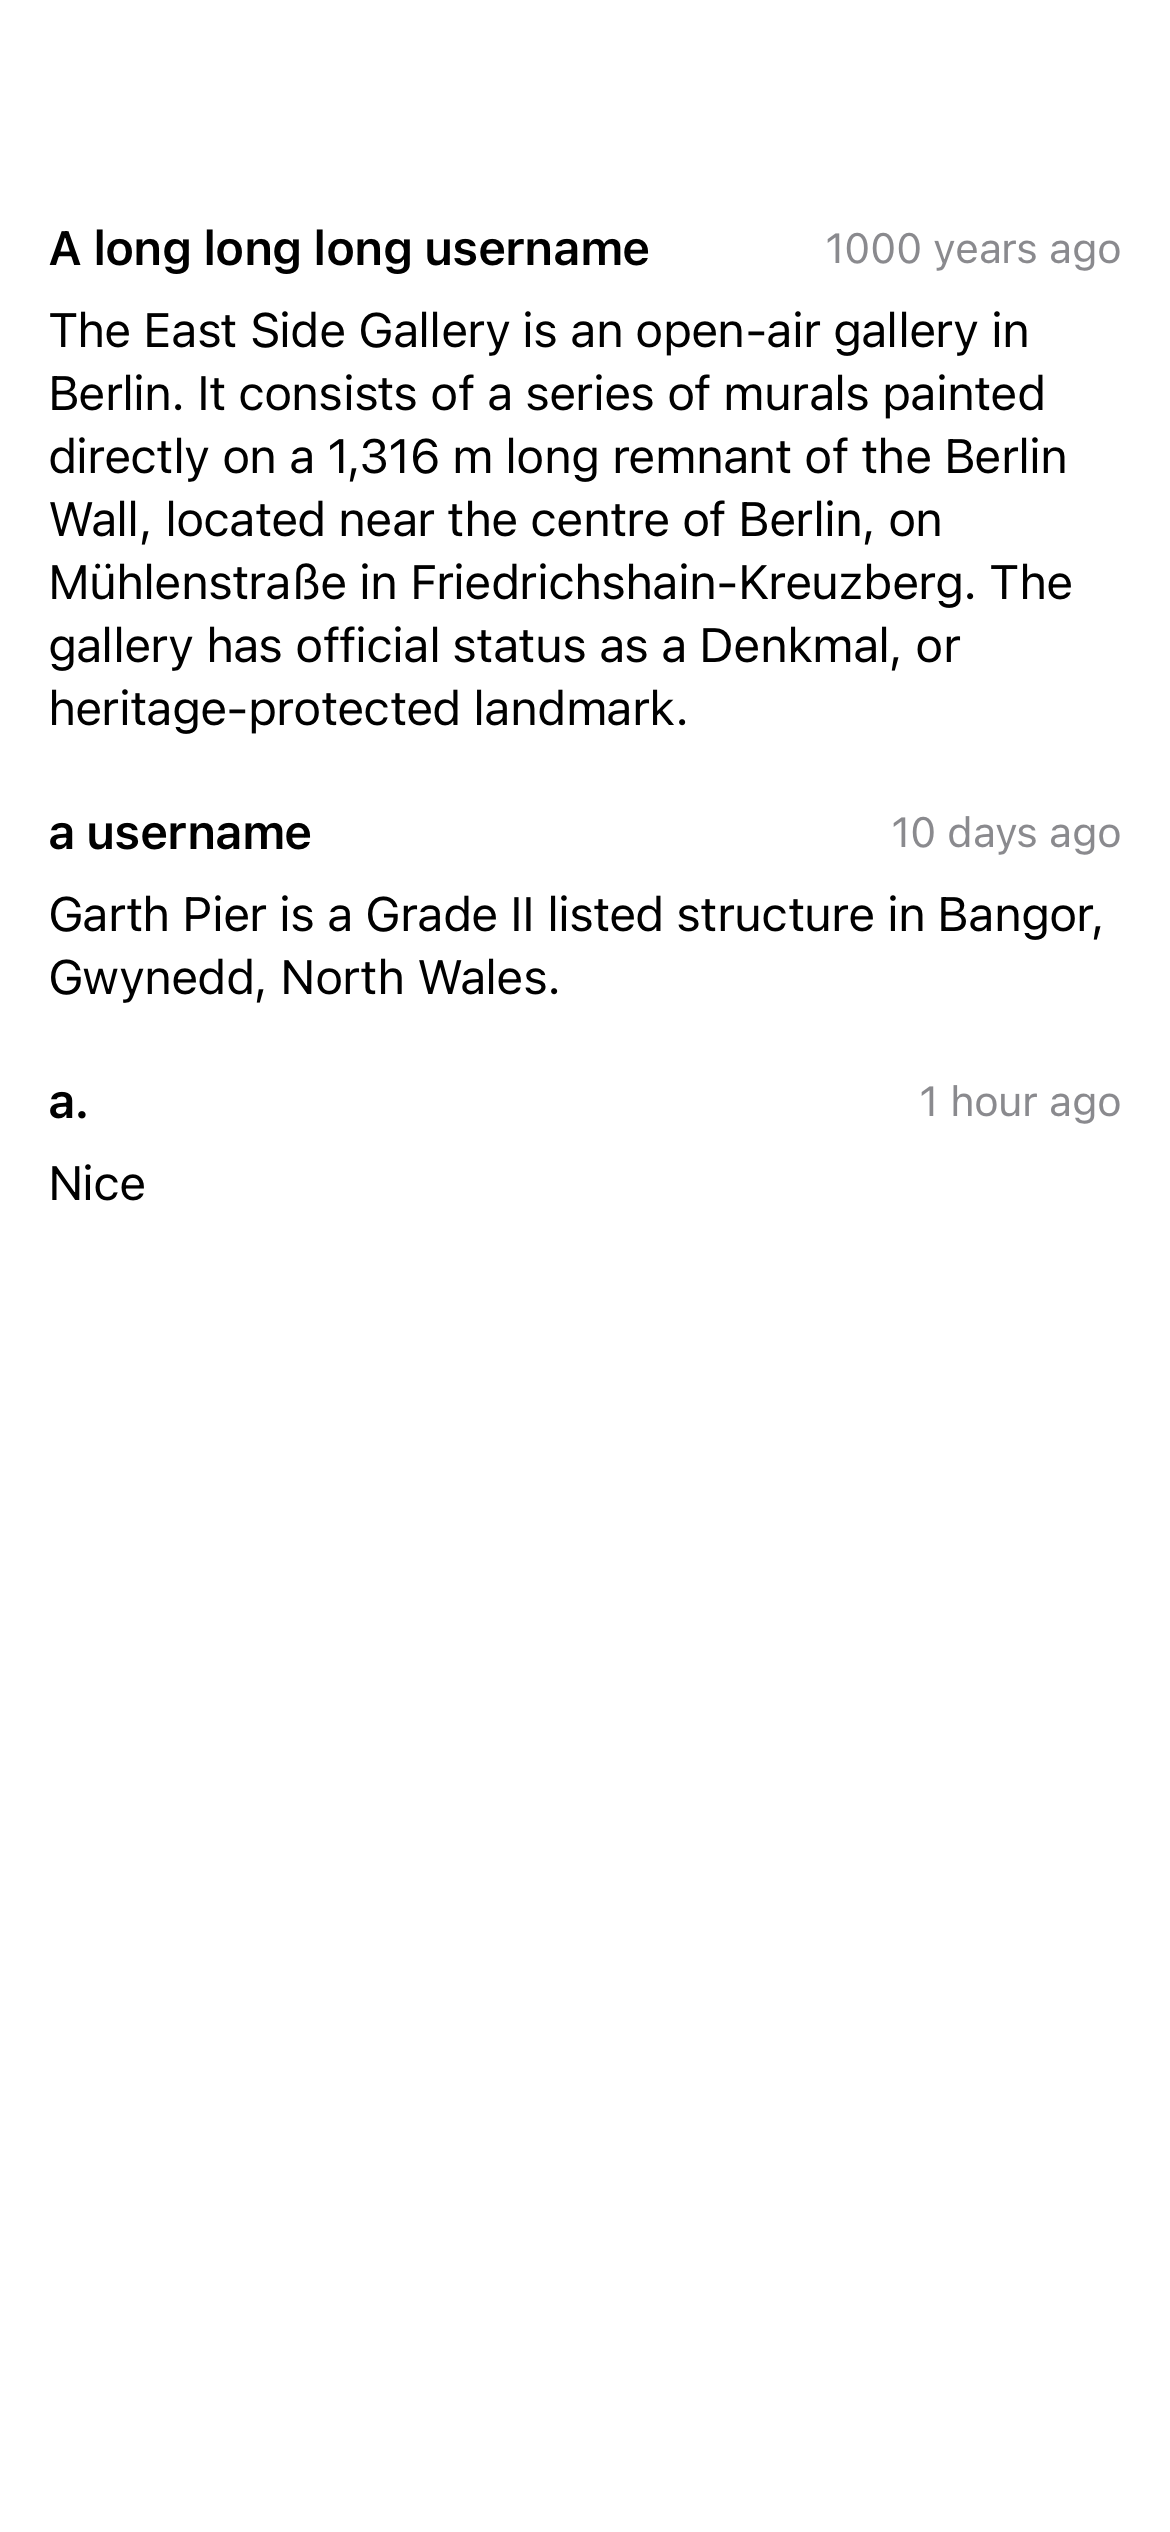 A long long long username 1000 years ago
The East Side Gallery is an open-air gallery in
Berlin. It consists of a series of murals painted
directly on a 1,316 m long remnant of the Berlin
Wall, located near the centre of Berlin, on
Mühlenstraße in Friedrichshain-Kreuzberg. The
gallery has official status as a Denkmal, or
heritage-protected landmark.
a username 10 days ago
Garth Pier is a Grade II listed structure in Bangor,
Gwynedd, North Wales.
a. 1 hour ago
Nice